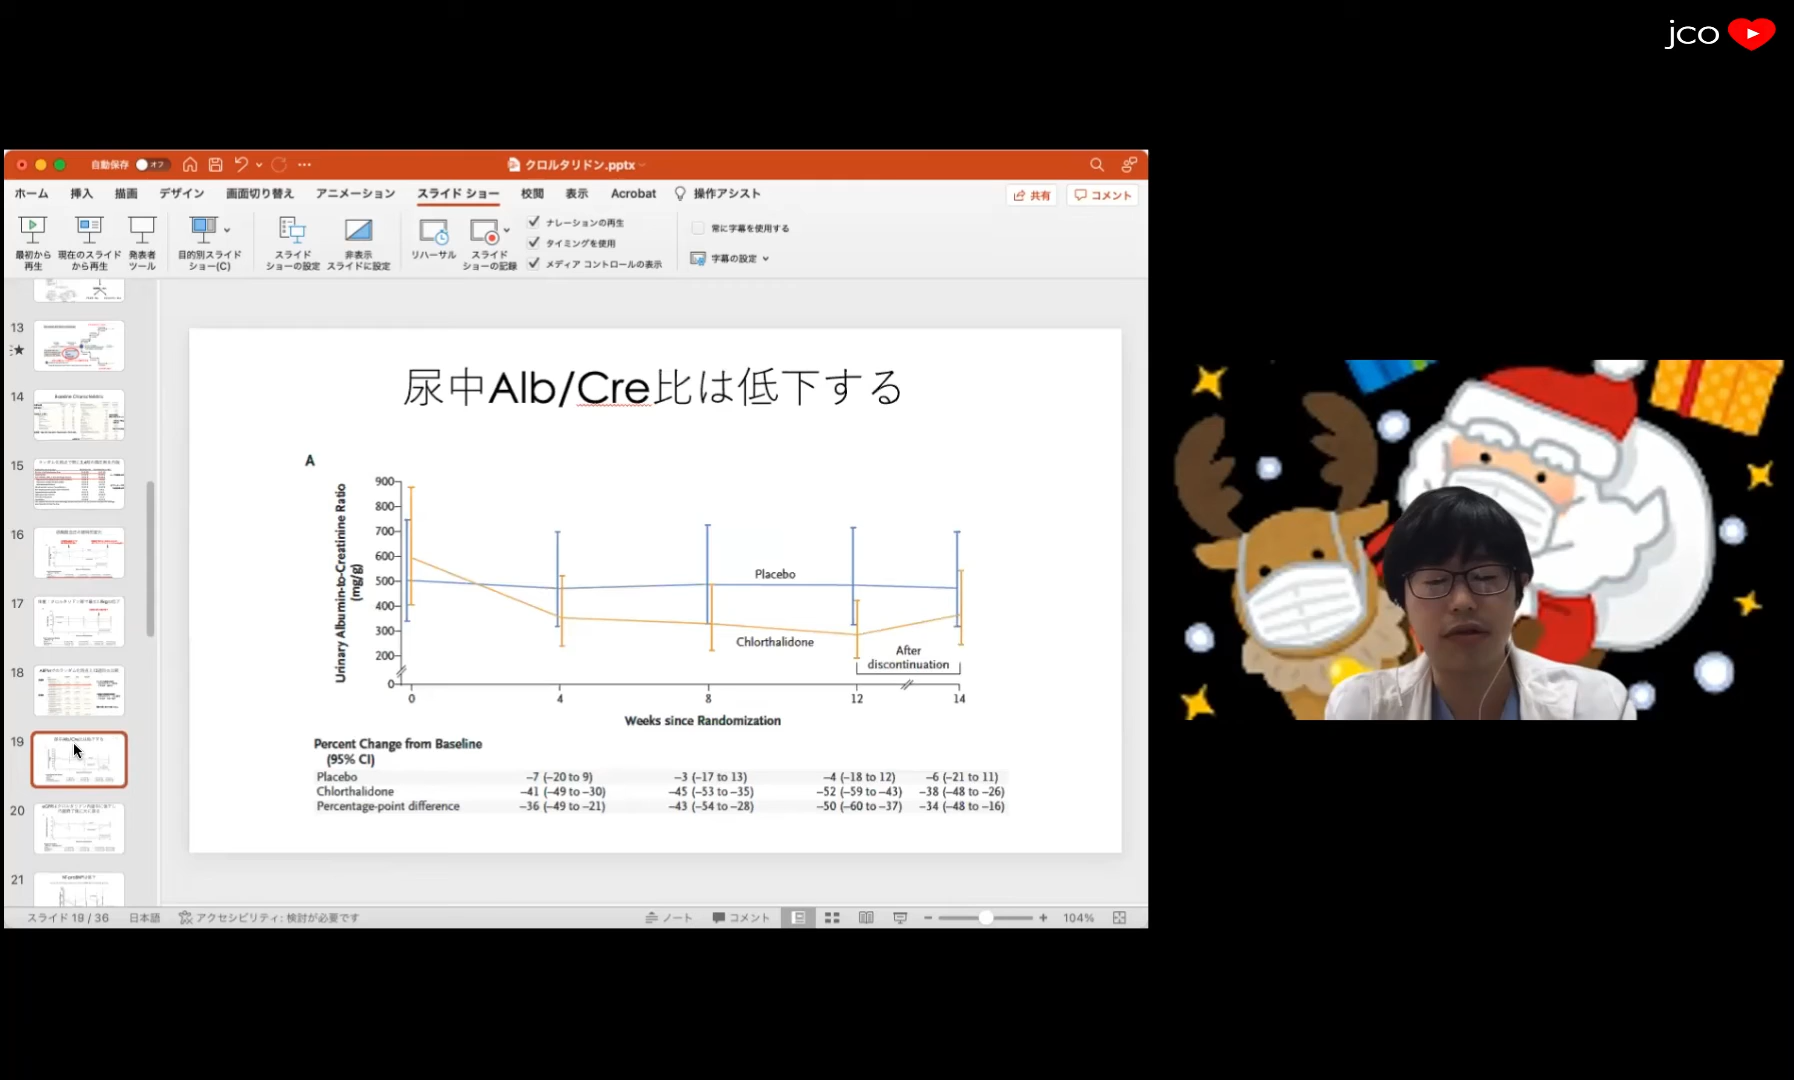 jco
自動保存 オフ
クロルタリドン.pptx
ホーム 挿入 描画 デザイン 画面切り替え アニメーション スライド ショー 校閲 表示 Acrobat 操作アシスト 共有 コメント
最初から
再生
現在のスライド
から再生
発表者
ツール
目的別スライド
ショー(C)
スライド
ショーの設定
非表示
スライドに設定
リハーサル
スライド
ショーの記録
ナレーションの再生
タイミングを使用
メディア コントロールの表示
常に字幕を使用する
字幕の設定
13
14
15
16
17
18
19
20
21
尿中Alb/Cre比は低下する
A
Urinary Albumin-to-Creatinine Ratio
(mg/g)
900
800
700
600
500
400
300
200
0
Placebo
Chlorthalidone
After
discontinuation
0 4 8 12 14
Weeks since Randomization
Percent Change from Baseline
(95% CI)
Placebo –7 (–20 to 9) –3 (–17 to 13) –4 (–18 to 12) –6 (–21 to 11)
Chlorthalidone –41 (–49 to –30) –45 (–53 to –35) –52 (–59 to –43) –38 (–48 to –26)
Percentage-point difference –36 (–49 to –21) –43 (–54 to –28) –50 (–60 to –37) –34 (–48 to –16)
スライド 19 / 36 日本語 アクセシビリティ: 検討が必要です ノート コメント 104%